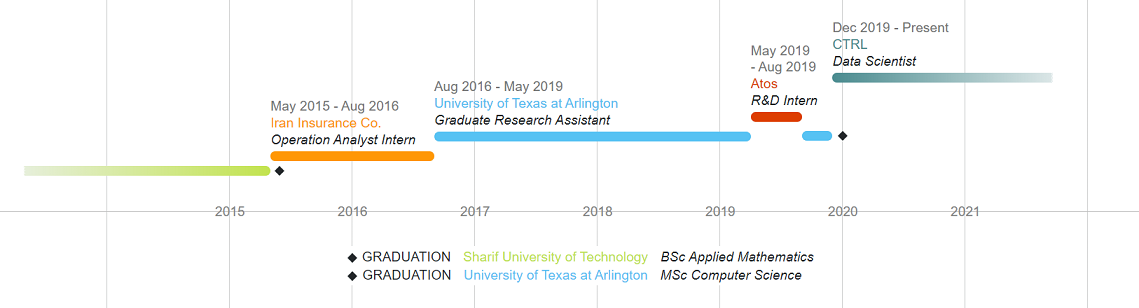 Dec 2019 - Present
CTRL
Data Scientist
May 2019
- Aug 2019
Atos
R&D Intern
Aug 2016 - May 2019
University of Texas at Arlington
Graduate Research Assistant
May 2015 - Aug 2016
Iran Insurance Co.
Operation Analyst Intern
2015 2016 2017 2018 2019 2020 2021
GRADUATION Sharif University of Technology BSc Applied Mathematics
GRADUATION University of Texas at Arlington MSc Computer Science